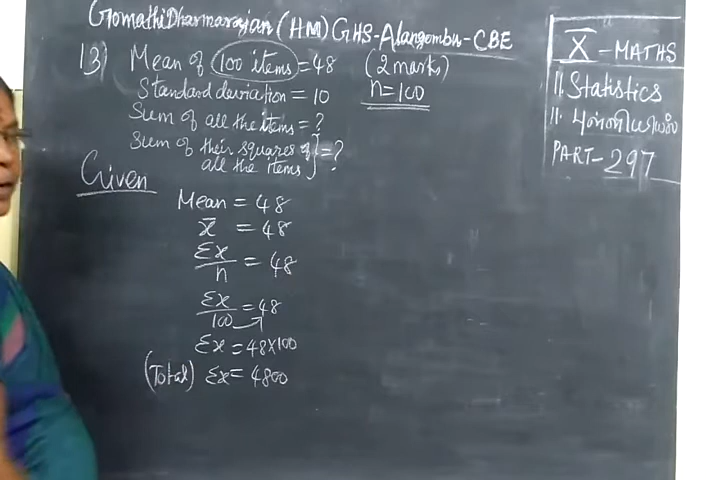 Gomathi Dharmarajan (HM) GHS-Alangombu-CBE
13) Mean of 100 items = 48 (2 marks)
Standard deviation = 10 n=100
Sum of all the items = ?
Sum of their squares of
all the items } = ?
Given
Mean = 48
x̄ = 48
Σx/n = 48
Σx/100 = 48
Σx = 48×100
(Total) Σx = 4800
X - MATHS
11. Statistics
11. புள்ளியியல்
PART-297